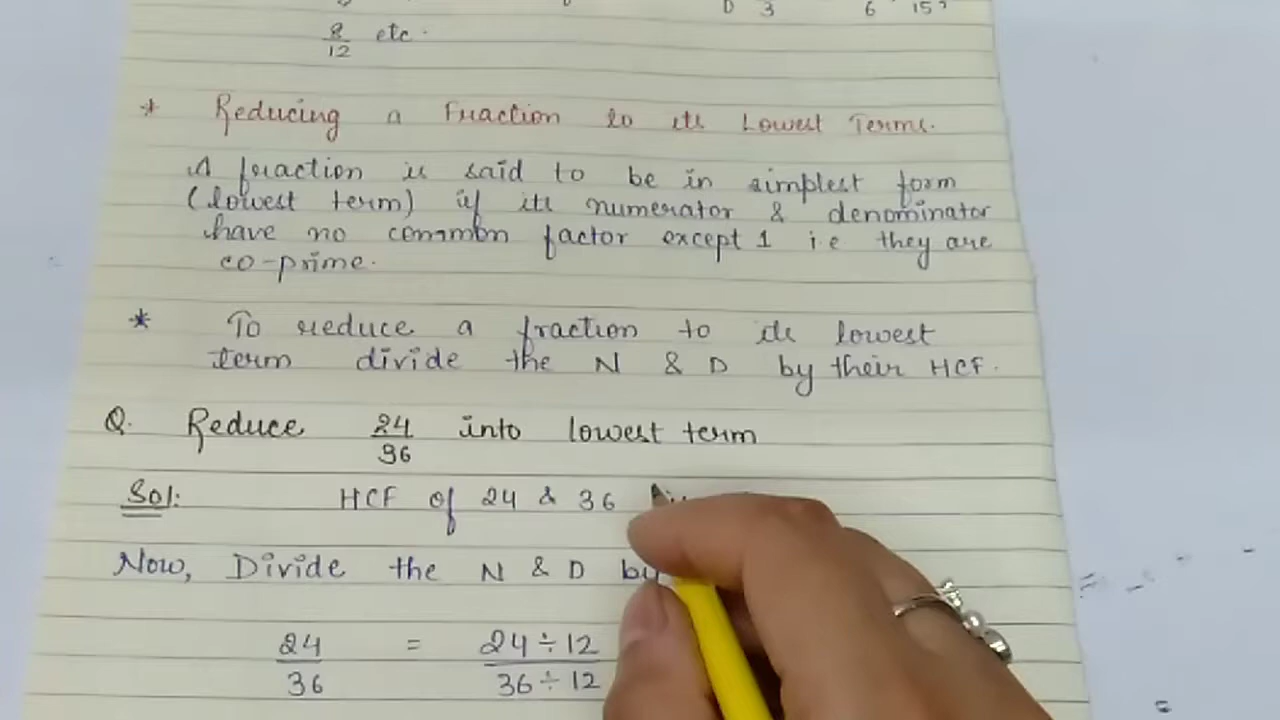 D 3 6 15,
8/12 etc.
* Reducing a Fraction to its Lowest Terms.
A fraction is said to be in simplest form
(lowest term) if its numerator & denominator
have no common factor except 1 i.e they are
co-prime.
* To reduce a fraction to its lowest
term divide the N & D by their HCF.
Q. Reduce 24/36 into lowest term
Sol: HCF of 24 & 36
Now, Divide the N & D by
24/36 = 24÷12/36÷12